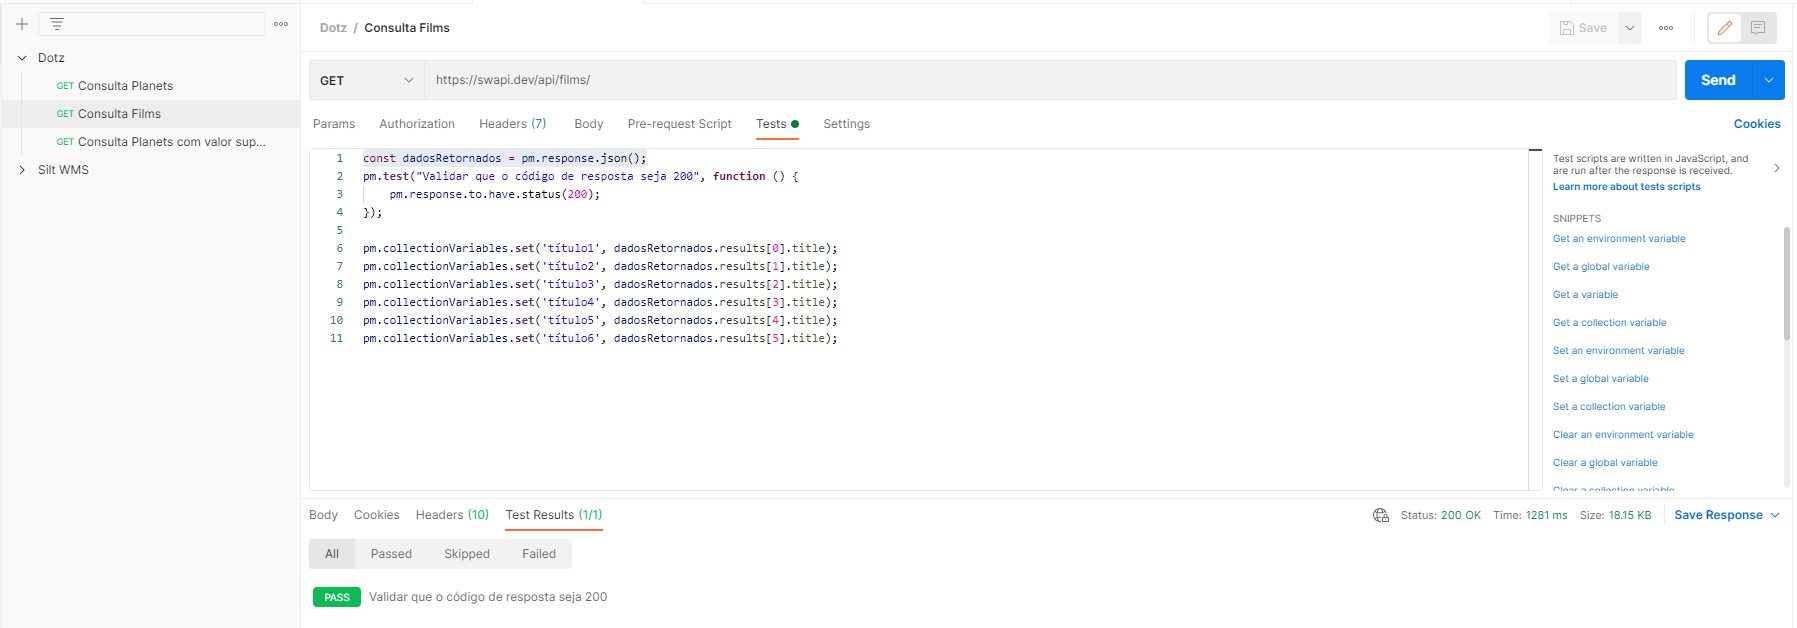 Dotz
GET Consulta Planets
GET Consulta Films
GET Consulta Planets com valor sup...
Silt WMS
Dotz / Consulta Films
Save
GET
https://swapi.dev/api/films/
Send
Params
Authorization
Headers (7)
Body
Pre-request Script
Tests
Settings
Cookies
1 const dadosRetornados = pm.response.json();
2 pm.test("Validar que o código de resposta seja 200", function () {
3 pm.response.to.have.status(200);
4 });
5
6 pm.collectionVariables.set('título1', dadosRetornados.results[0].title);
7 pm.collectionVariables.set('título2', dadosRetornados.results[1].title);
8 pm.collectionVariables.set('título3', dadosRetornados.results[2].title);
9 pm.collectionVariables.set('título4', dadosRetornados.results[3].title);
10 pm.collectionVariables.set('título5', dadosRetornados.results[4].title);
11 pm.collectionVariables.set('título6', dadosRetornados.results[5].title);
Test scripts are written in JavaScript, and
are run after the response is received.
Learn more about tests scripts
SNIPPETS
Get an environment variable
Get a global variable
Get a variable
Get a collection variable
Set an environment variable
Set a global variable
Set a collection variable
Clear an environment variable
Clear a global variable
Clear a collection variable
Body
Cookies
Headers (10)
Test Results (1/1)
Status: 200 OK
Time: 1281 ms
Size: 18.15 KB
Save Response
All
Passed
Skipped
Failed
PASS
Validar que o código de resposta seja 200